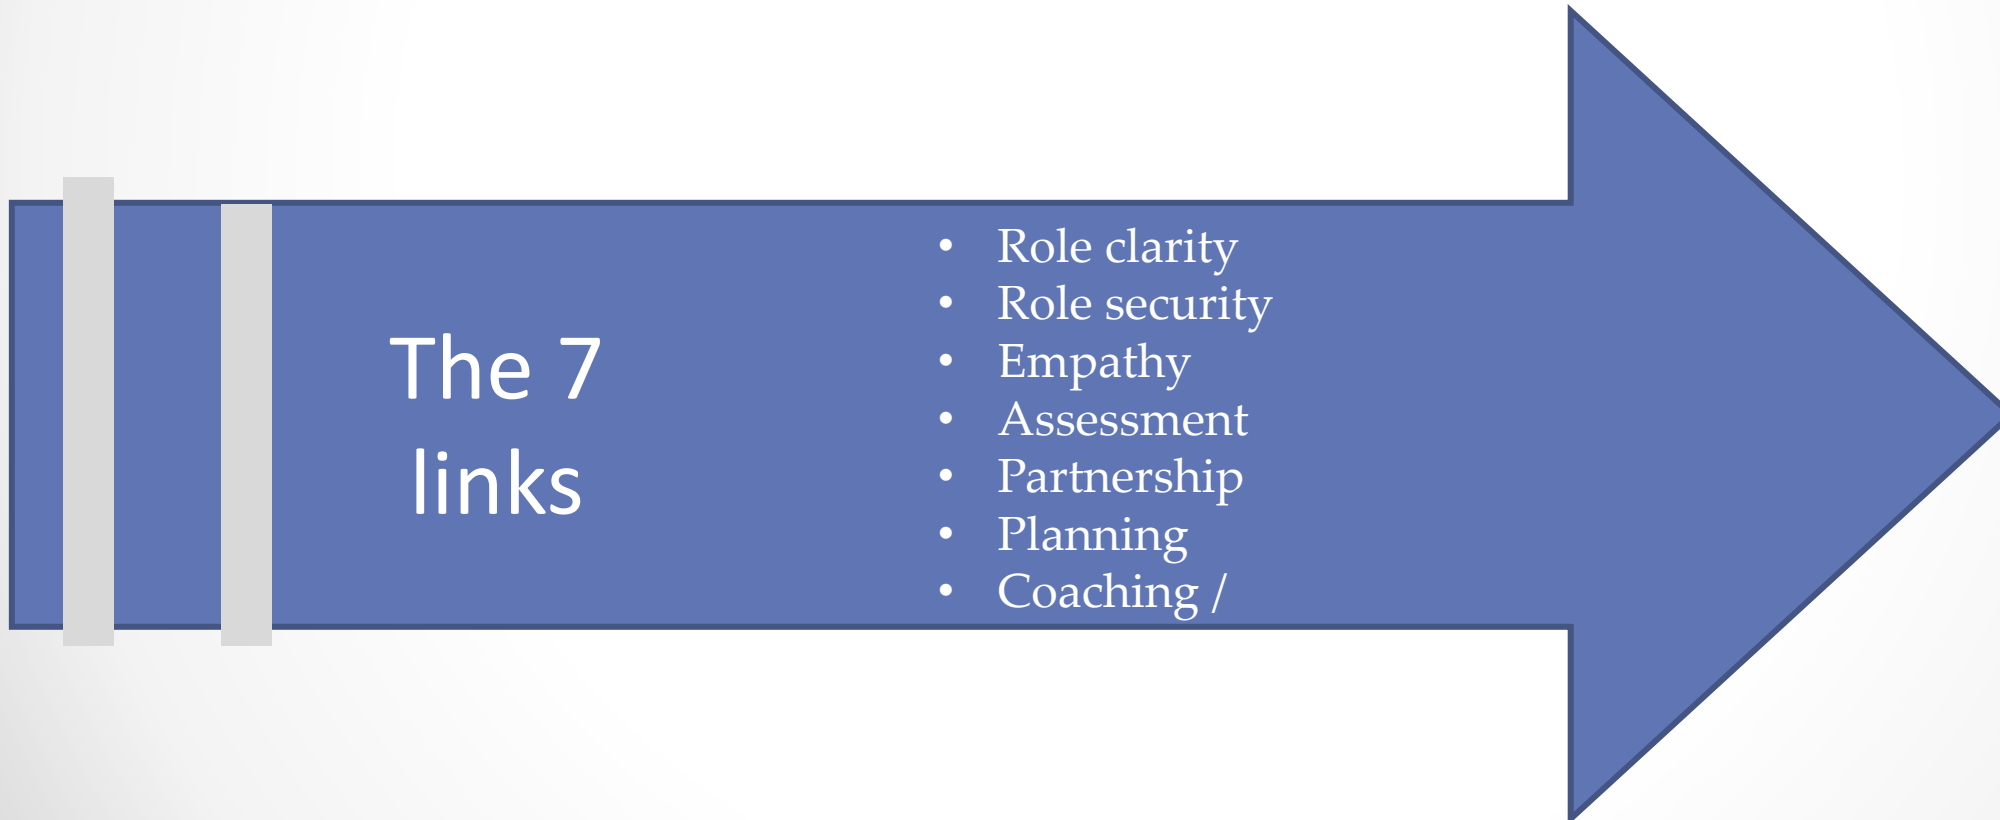 The 7
links
• Role clarity
• Role security
• Empathy
• Assessment
• Partnership
• Planning
• Coaching /